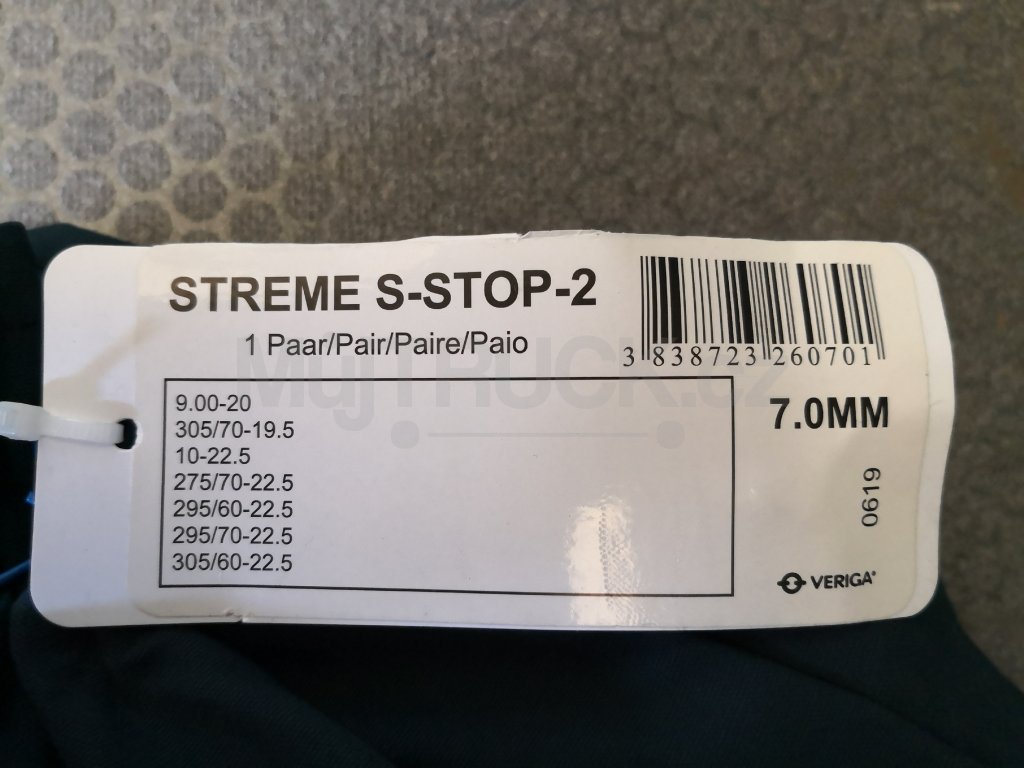 STREME S-STOP-2
1 Paar/Pair/Paire/Paio
3 838723 260701
9.00-20
305/70-19.5
10-22.5
275/70-22.5
295/60-22.5
295/70-22.5
305/60-22.5
7.0MM
0619
VERIGA®
MůjTRUCK.cz